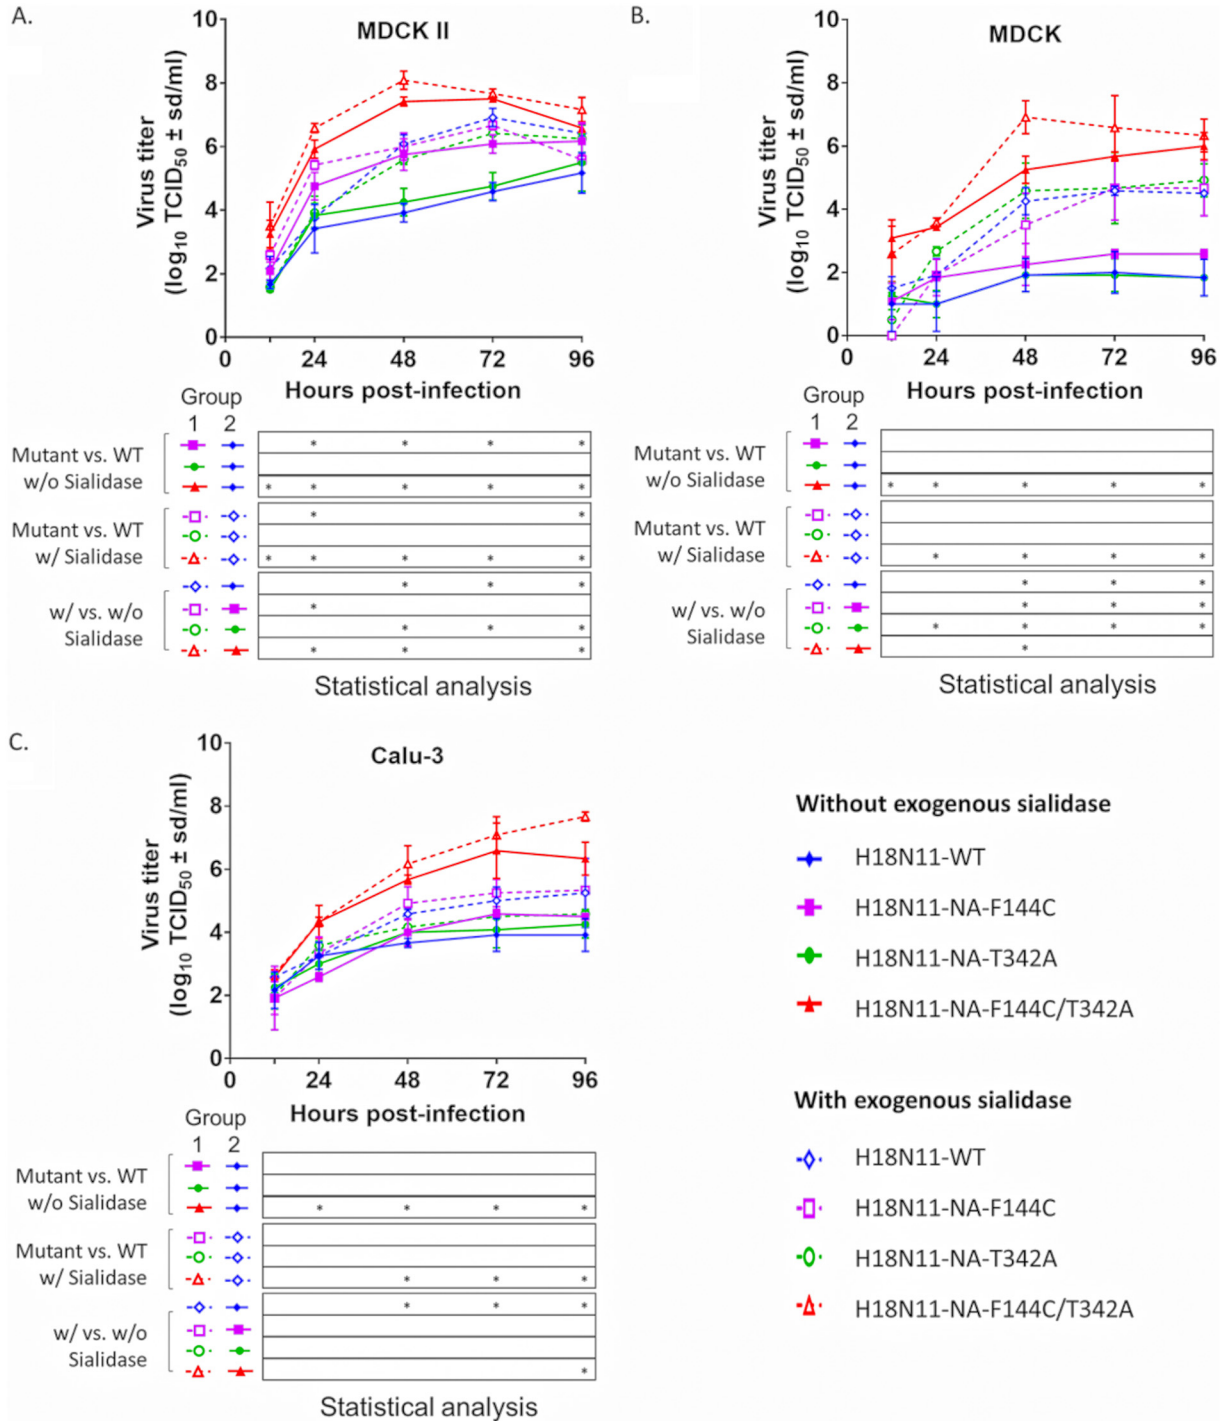 A.
MDCK II
Virus titer
(log10 TCID50 ± sd/ml)
10
8
6
4
2
0
0 24 48 72 96
Hours post-infection
Group
1 2
Mutant vs. WT
w/o Sialidase
* * * *
* * * * *
Mutant vs. WT
w/ Sialidase
* *
* * * * *
w/ vs. w/o
Sialidase
* * *
*
* * *
* * *
Statistical analysis
B.
MDCK
Virus titer
(log10 TCID50 ± sd/ml)
10
8
6
4
2
0
0 24 48 72 96
Hours post-infection
Group
1 2
Mutant vs. WT
w/o Sialidase
* * * * *
Mutant vs. WT
w/ Sialidase
* * * *
w/ vs. w/o
Sialidase
* * *
* * *
* * * *
*
Statistical analysis
C.
Calu-3
Virus titer
(log10 TCID50 ± sd/ml)
10
8
6
4
2
0
0 24 48 72 96
Hours post-infection
Group
1 2
Mutant vs. WT
w/o Sialidase
* * * *
Mutant vs. WT
w/ Sialidase
* * *
w/ vs. w/o
Sialidase
* * *
*
Statistical analysis
Without exogenous sialidase
H18N11-WT
H18N11-NA-F144C
H18N11-NA-T342A
H18N11-NA-F144C/T342A
With exogenous sialidase
H18N11-WT
H18N11-NA-F144C
H18N11-NA-T342A
H18N11-NA-F144C/T342A